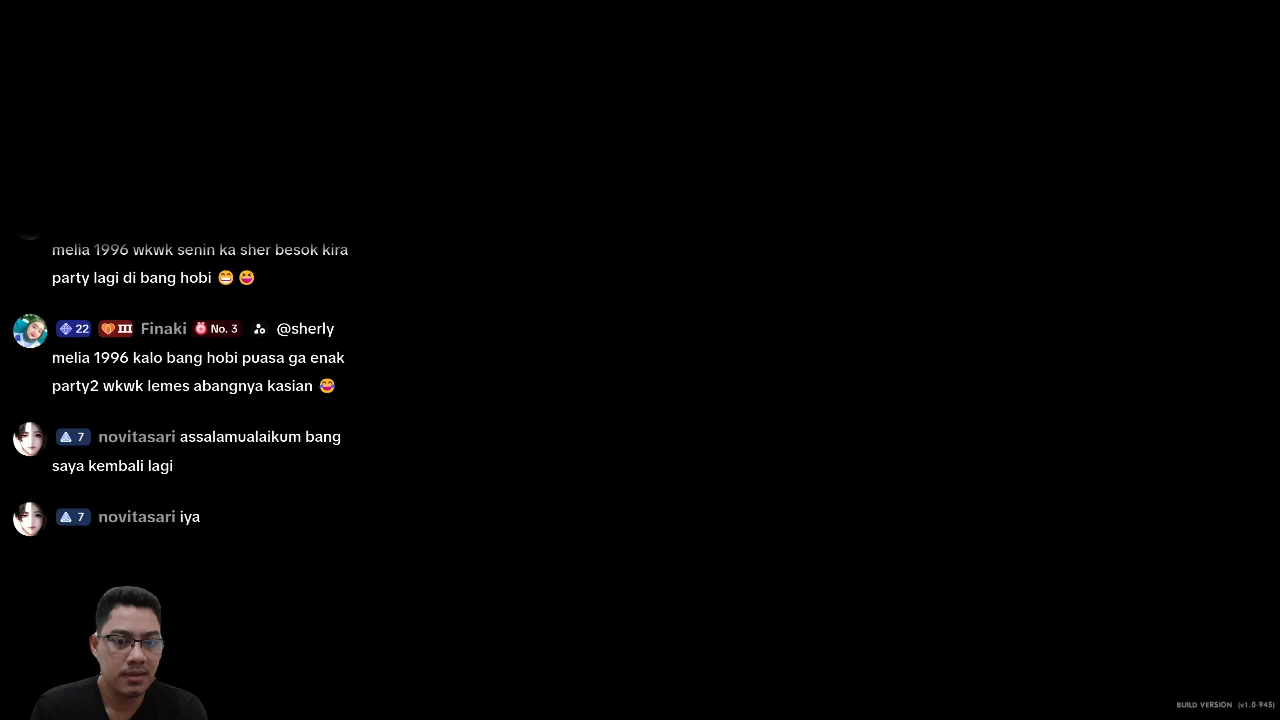 melia 1996 wkwk senin ka sher besok kira
party lagi di bang hobi 😁 😆
22 III Finaki No. 3 @sherly
melia 1996 kalo bang hobi puasa ga enak
party2 wkwk lemes abangnya kasian 😂
7 novitasari assalamualaikum bang
saya kembali lagi
7 novitasari iya
BUILD VERSION (v1.0-945)